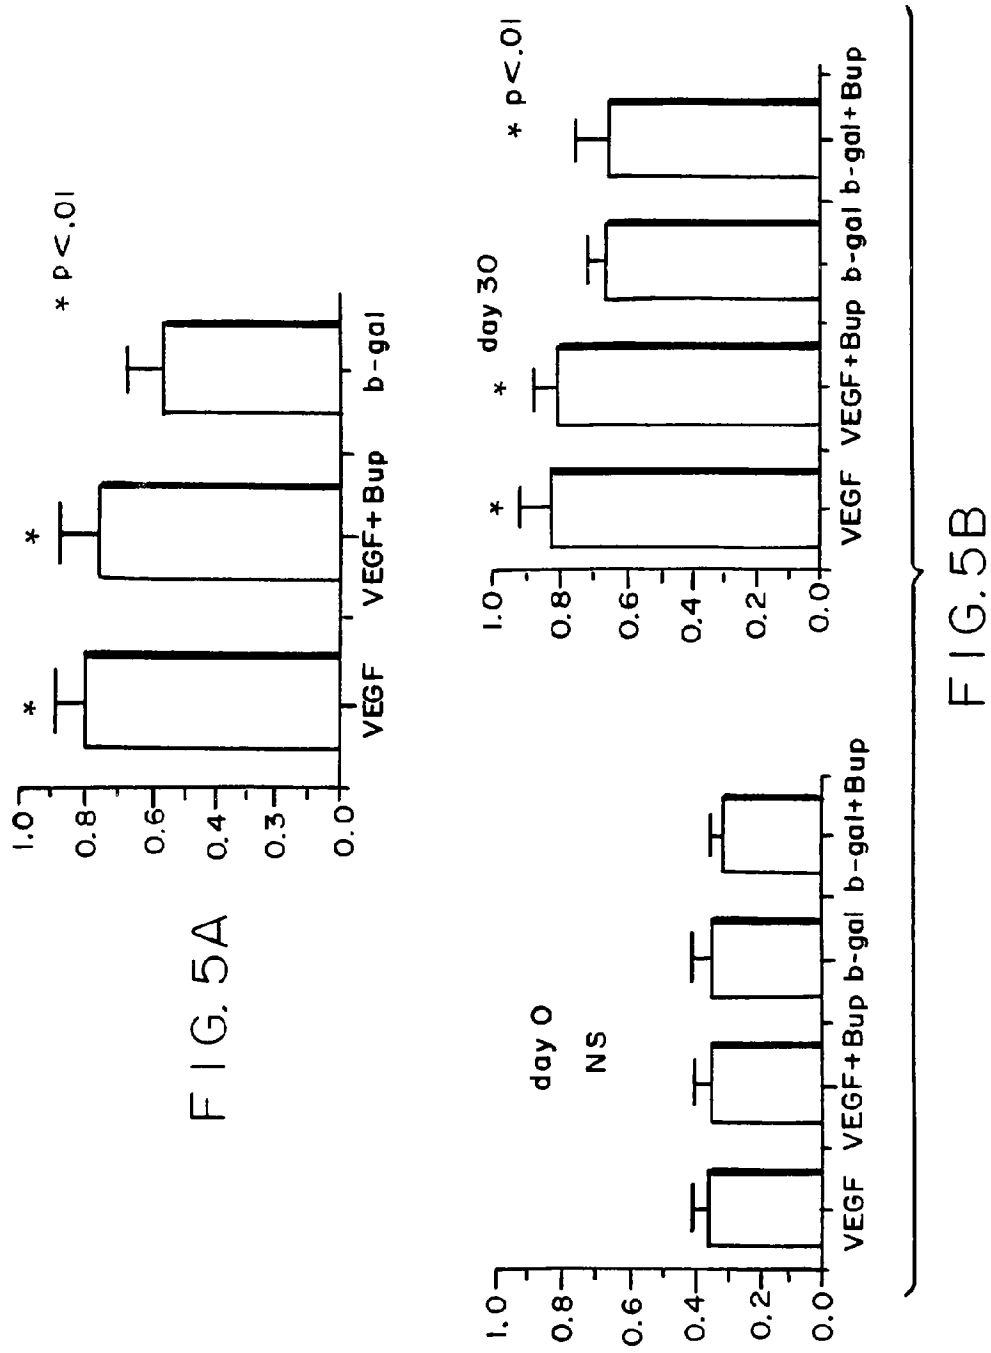 FIG. 5A
* p<.01
1.0
0.8
0.6
0.4
0.3
0.0
*
*
VEGF VEGF+Bup b-gal
day 0
NS
1.0
0.8
0.6
0.4
0.2
0.0
VEGF VEGF+Bup b-gal b-gal+Bup
day 30
* p<.01
1.0
0.8
0.6
0.4
0.2
0.0
*
*
VEGF VEGF+Bup b-gal b-gal+Bup
FIG. 5B